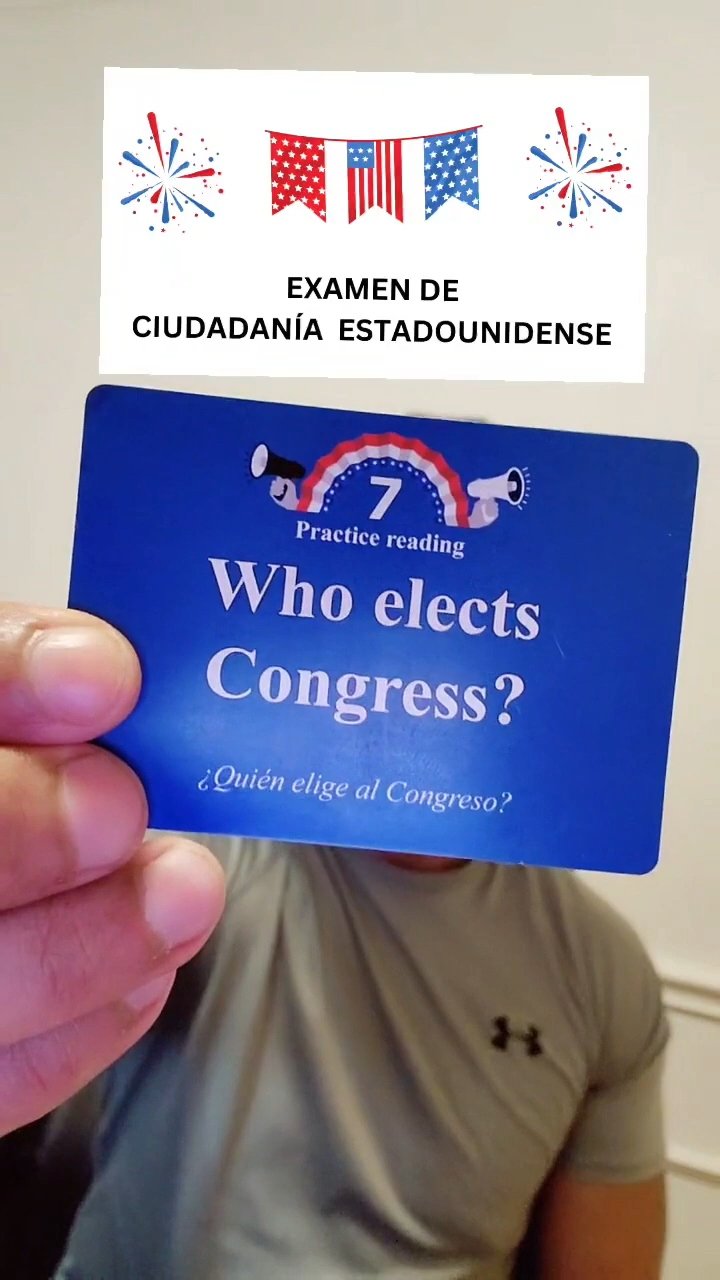 EXAMEN DE
CIUDADANÍA ESTADOUNIDENSE
7
Practice reading
Who elects
Congress?
¿Quién elige al Congreso?